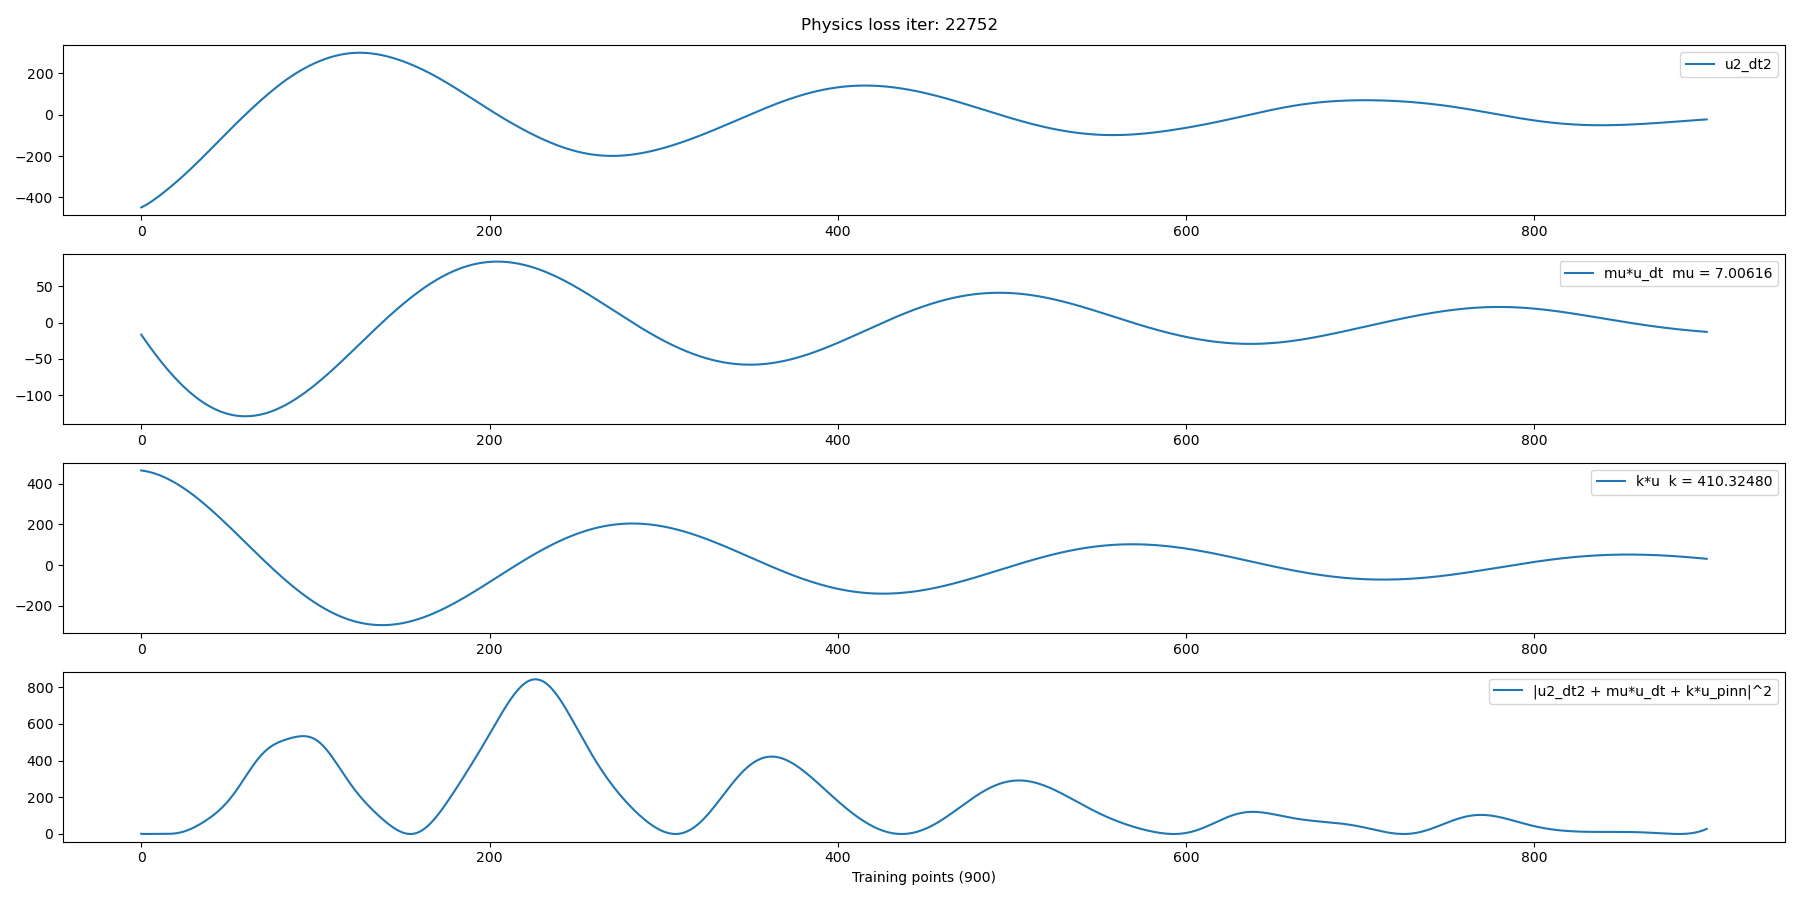 Physics loss iter: 22752
200
0
−200
−400
u2_dt2
0 200 400 600 800
50
0
−50
−100
mu*u_dt  mu = 7.00616
0 200 400 600 800
400
200
0
−200
k*u  k = 410.32480
0 200 400 600 800
800
600
400
200
0
|u2_dt2 + mu*u_dt + k*u_pinn|^2
0 200 400 600 800
Training points (900)